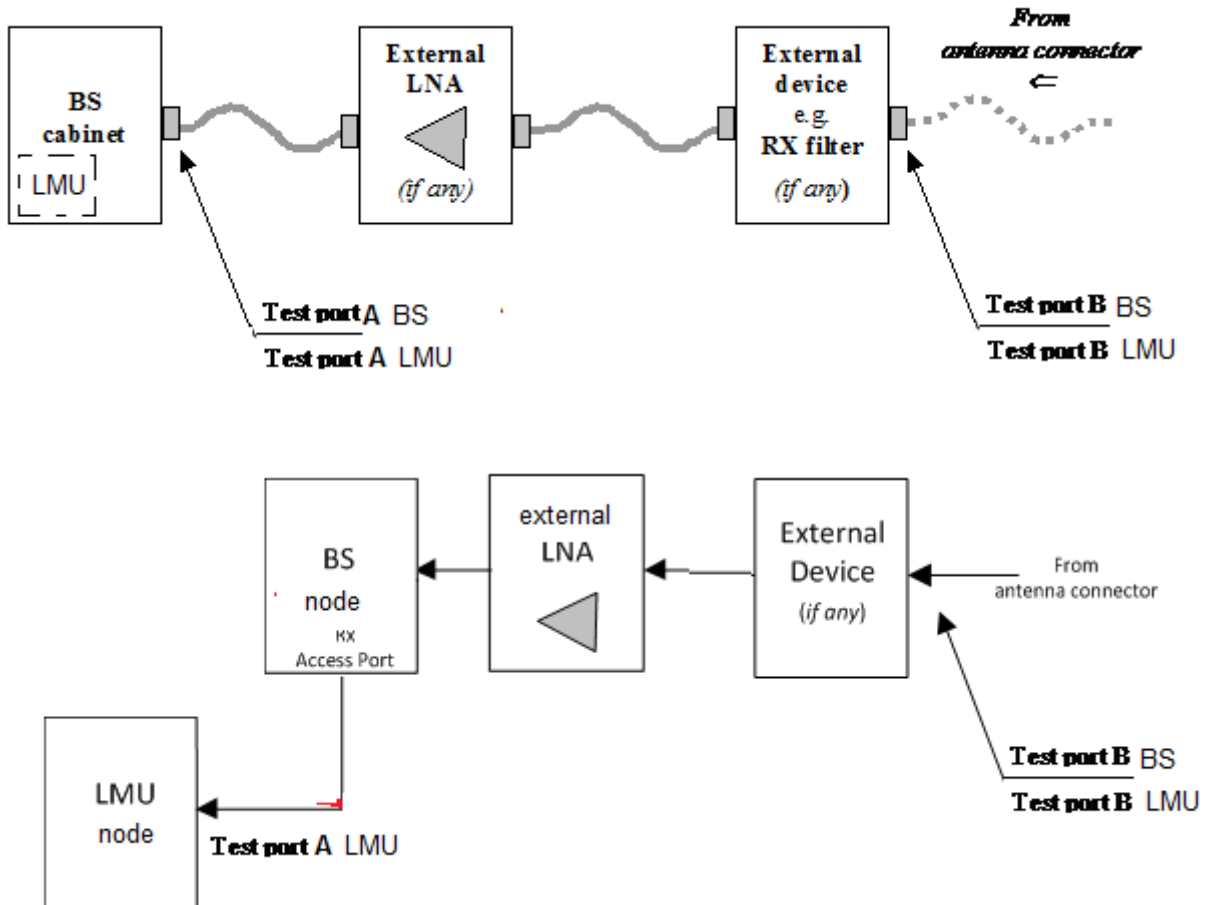 BS
cabinet
LMU
External
LNA
(if any)
External
device
e.g.
RX filter
(if any)
From
antenna connector
⇐
Test port A BS
Test port A LMU
Test port B BS
Test port B LMU
BS
node
RX
Access Port
external
LNA
External
Device
(if any)
From
antenna connector
LMU
node
Test port A LMU
Test port B BS
Test port B LMU